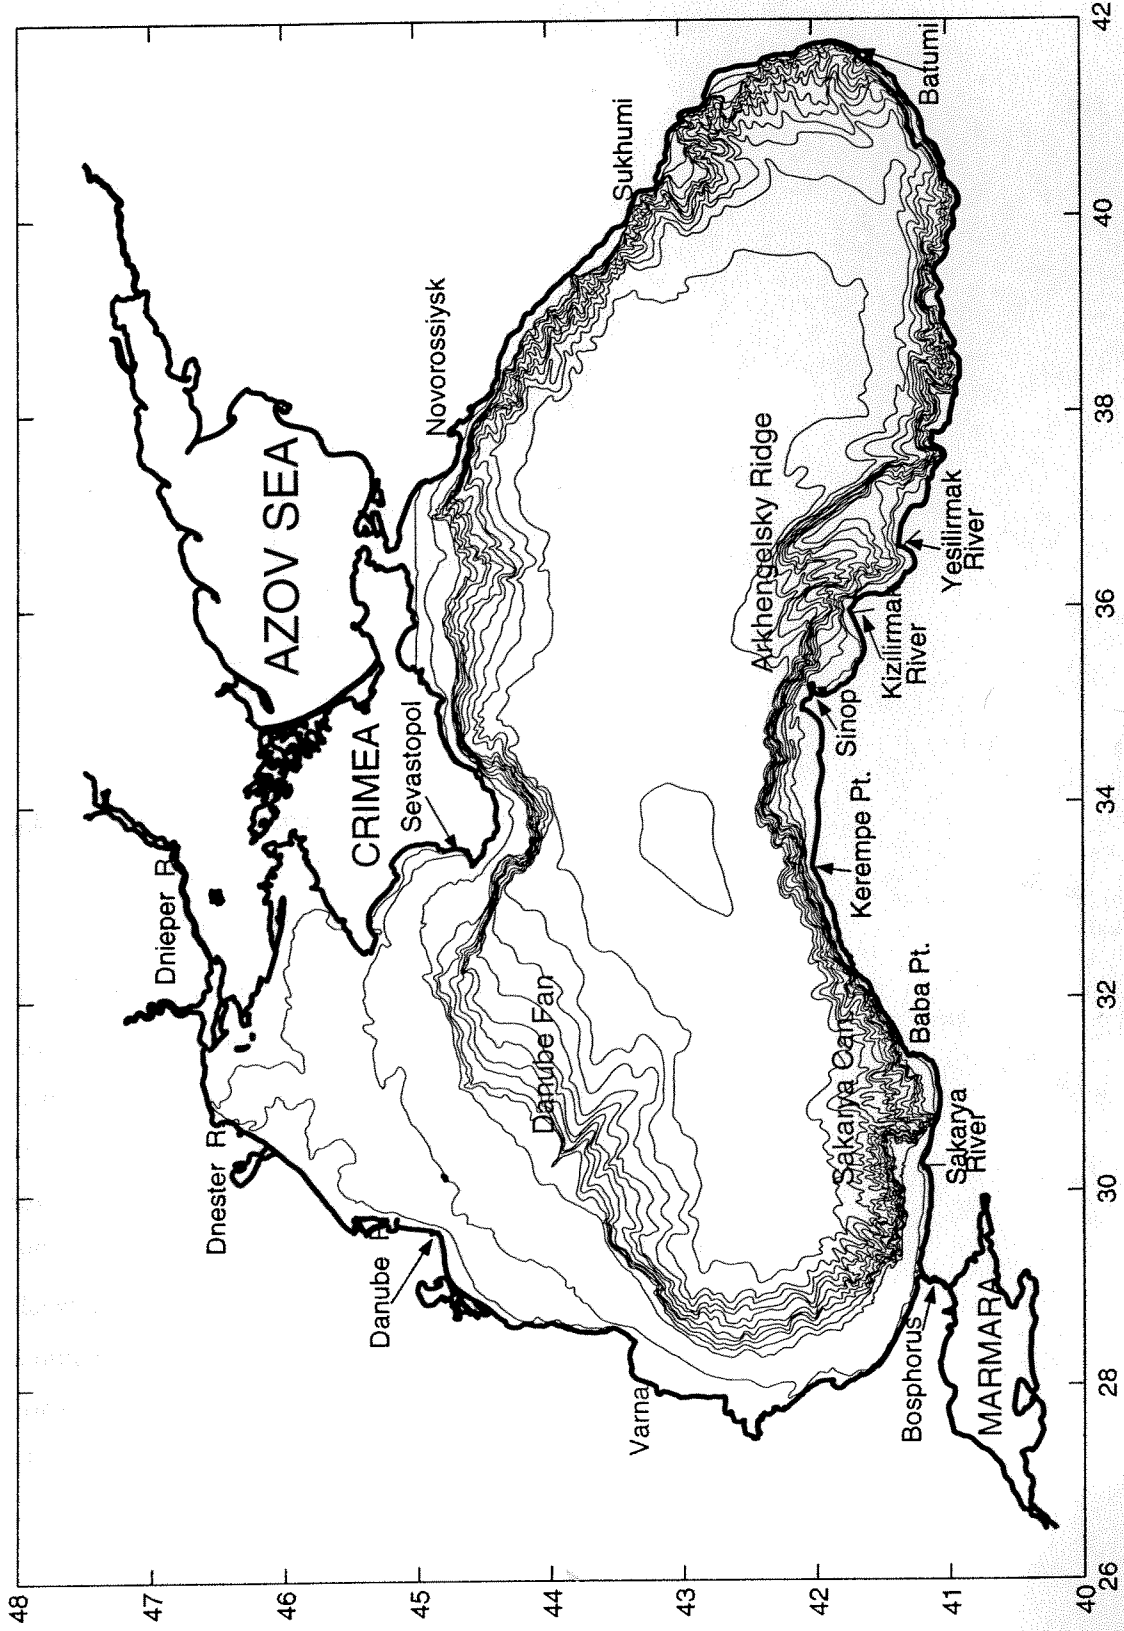 48
47
46
45
44
43
42
41
40
26
28
30
32
34
36
38
40
42
AZOV SEA
CRIMEA
MARMARA
Dnieper R.
Dnester R.
Danube R.
Varna
Bosphorus
Sakarya
River
Sakarya Can.
Baba Pt.
Kerempe Pt.
Sinop
Kizilirmak
River
Yesilirmak
River
Arkhengelsky Ridge
Danube Fan
Sevastopol
Novorossiysk
Sukhumi
Batumi